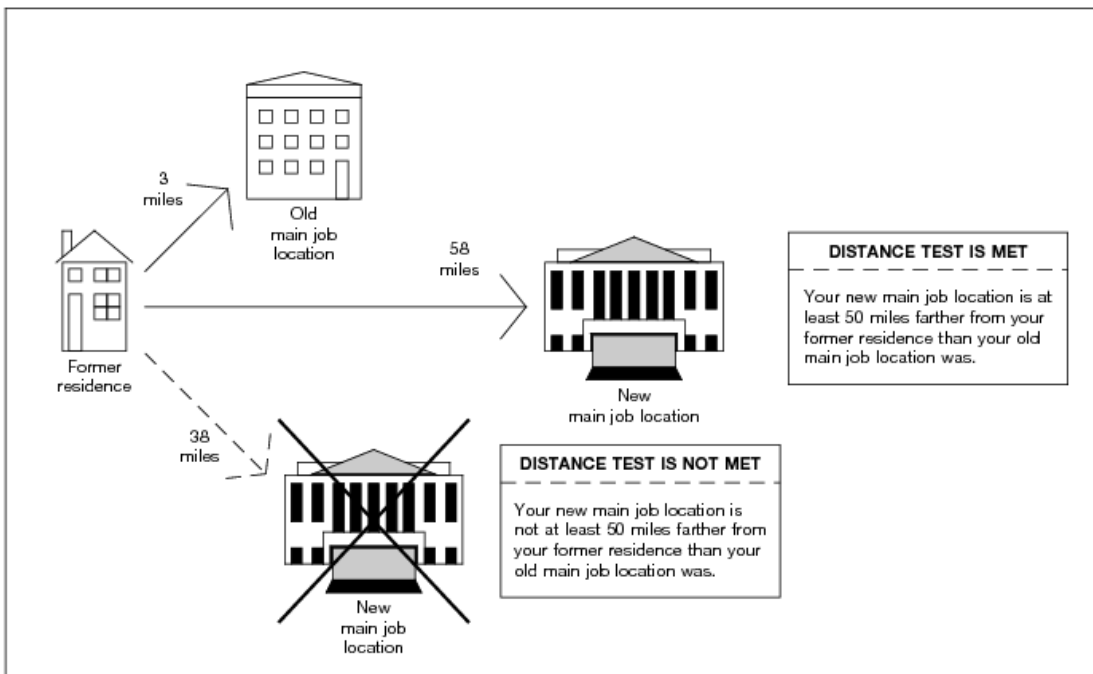 3
miles
Old
main job
location
58
miles
DISTANCE TEST IS MET
Your new main job location is at
least 50 miles farther from your
former residence than your old
main job location was.
Former
residence
New
main job location
38
miles
DISTANCE TEST IS NOT MET
Your new main job location is
not at least 50 miles farther from
your former residence than your
old main job location was.
New
main job
location